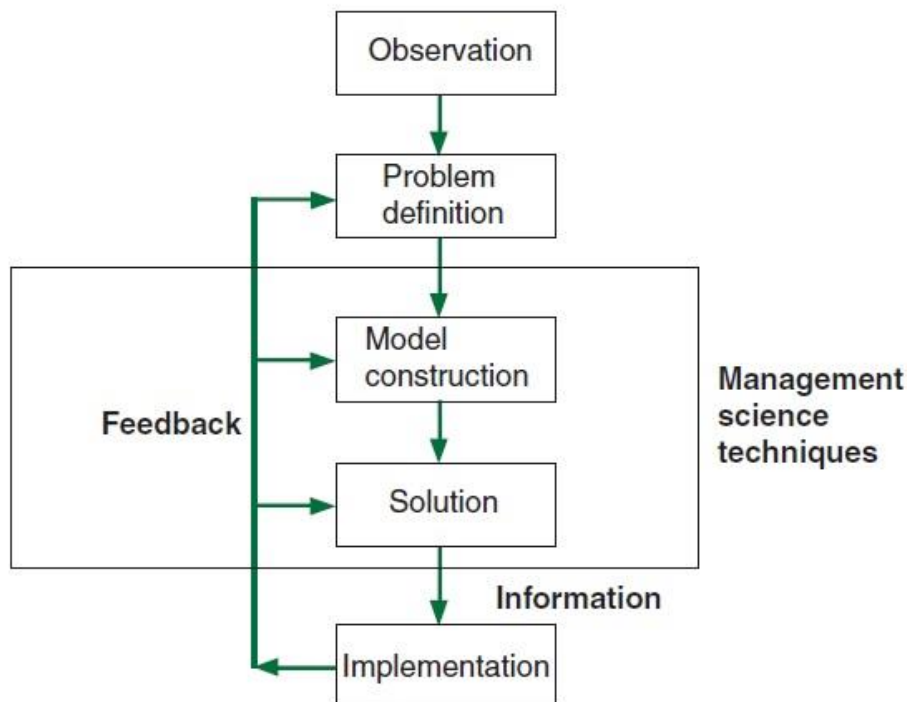 Observation
Problem
definition
Model
construction
Management
science
techniques
Feedback
Solution
Information
Implementation